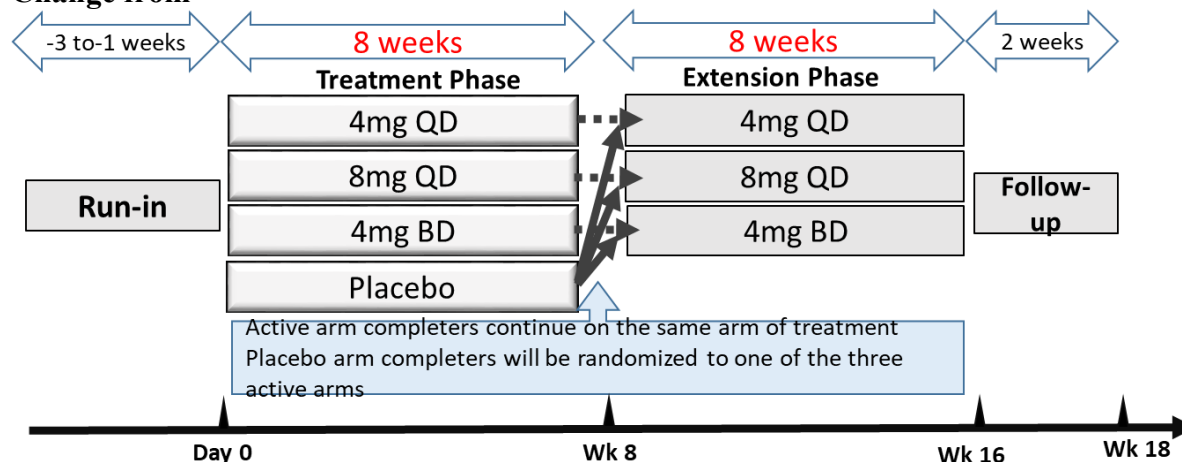 Change from
-3 to-1 weeks
8 weeks
8 weeks
2 weeks
Treatment Phase
Extension Phase
4mg QD
4mg QD
8mg QD
8mg QD
Run-in
Follow-
up
4mg BD
4mg BD
Placebo
Active arm completers continue on the same arm of treatment
Placebo arm completers will be randomized to one of the three
active arms
Day 0
Wk 8
Wk 16
Wk 18